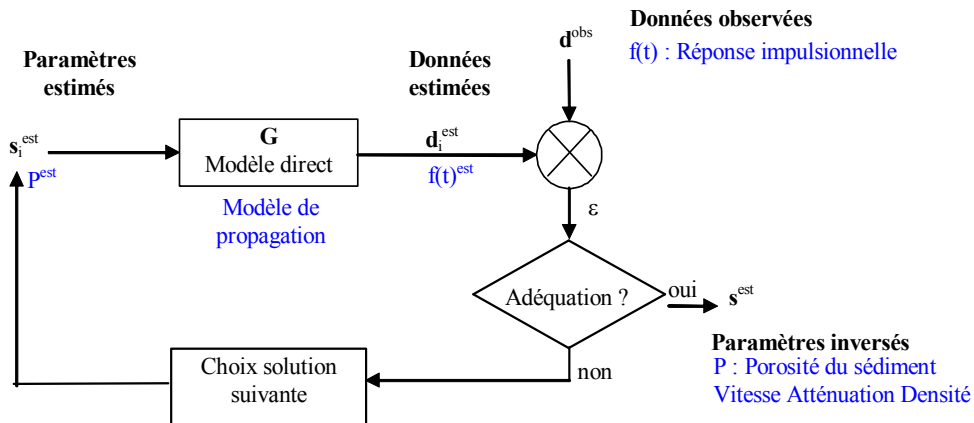 Données observées
d^obs
f(t) : Réponse impulsionnelle
Paramètres
estimés
Données
estimées
s_i^est
G
Modèle direct
d_i^est
P^est
f(t)^est
Modèle de
propagation
ε
Adéquation ?
oui
s^est
Paramètres inversés
P : Porosité du sédiment
Vitesse Atténuation Densité
Choix solution
suivante
non